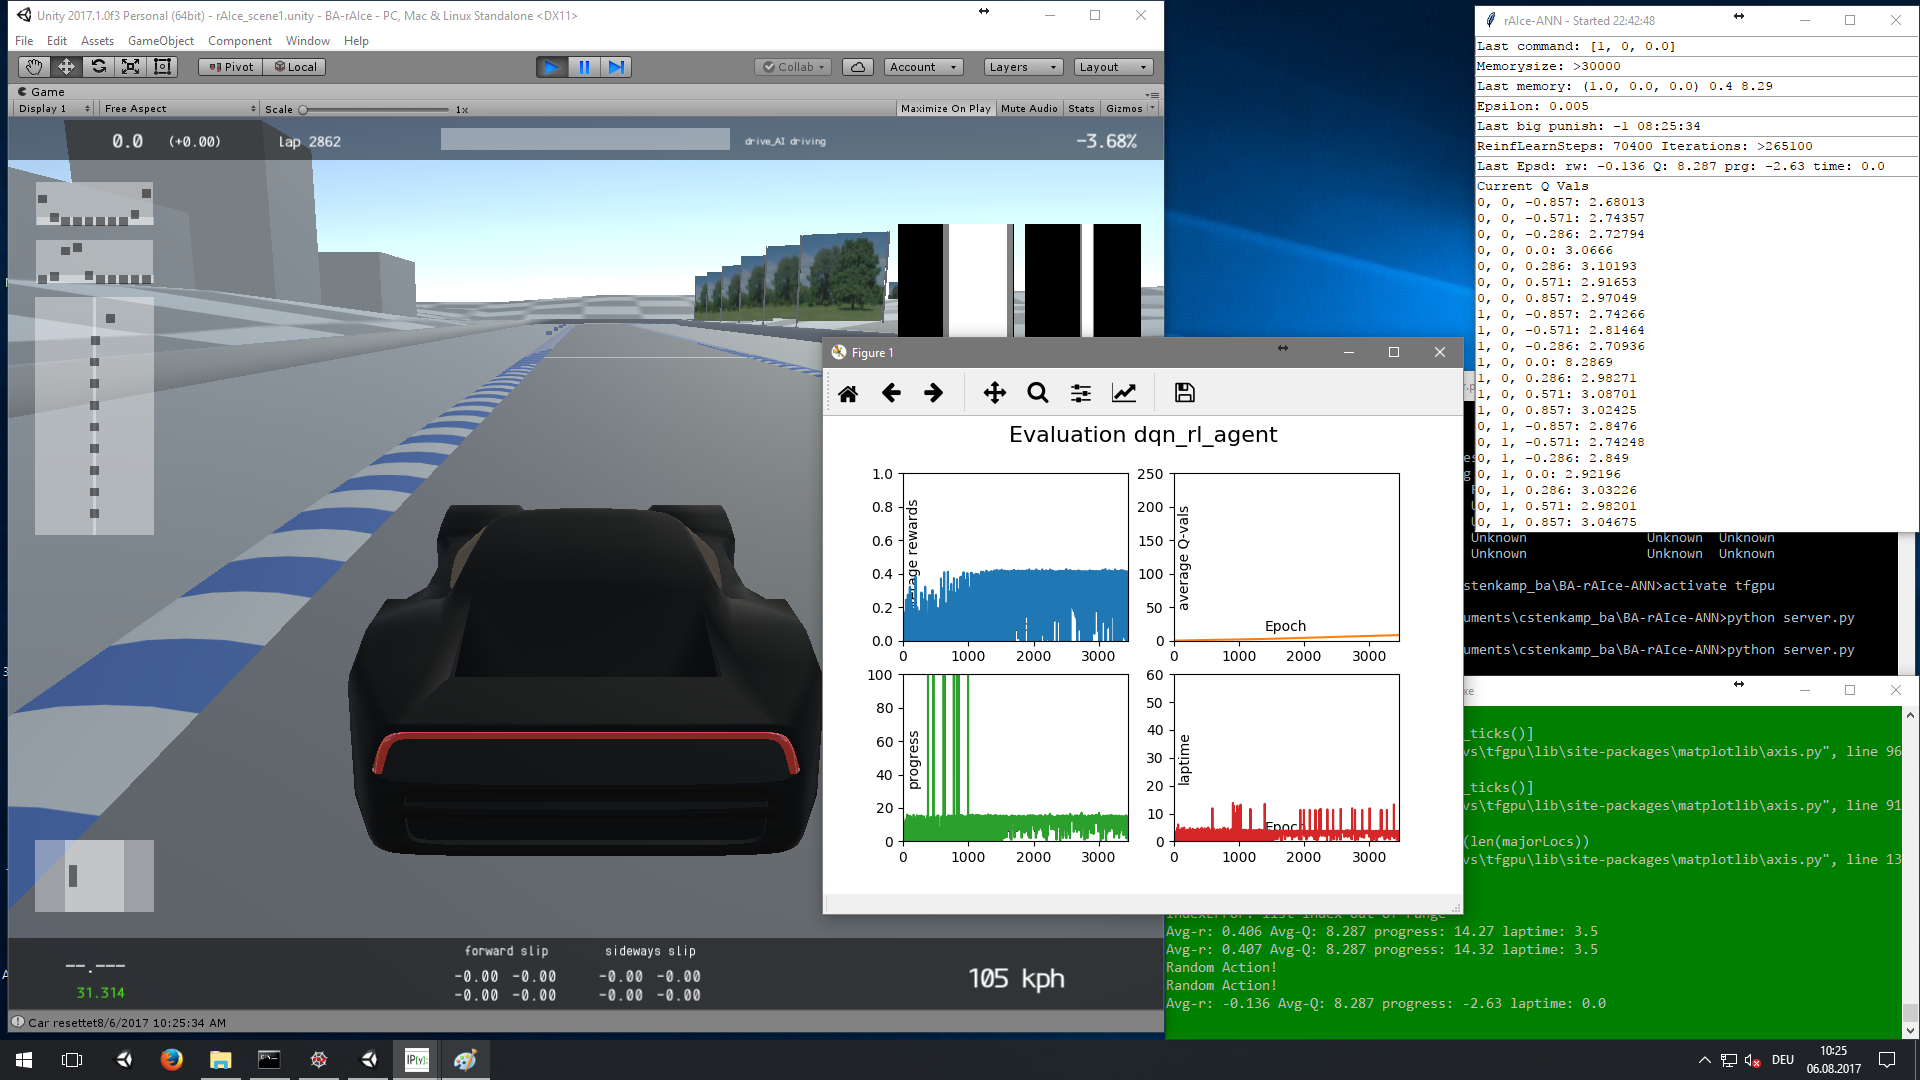 Unity 2017.1.0f3 Personal (64bit) - rAIce_scene1.unity - BA-rAIce - PC, Mac & Linux Standalone <DX11>
File Edit Assets GameObject Component Window Help
Pivot Local Collab Account Layers Layout
Game
Display 1 Free Aspect Scale 1x Maximize On Play Mute Audio Stats Gizmos
0.0 (+0.00) lap 2862 drive_AI driving -3.68%
forward slip sideways slip
-0.00 -0.00 -0.00 -0.00
-0.00 -0.00 -0.00 -0.00
--.---
31.314
105 kph
Car resettet8/6/2017 10:25:34 AM
Figure 1
Evaluation dqn_rl_agent
1.0
0.8
0.6
0.4
0.2
0.0
0 1000 2000 3000
250
200
150
100
50
0
average Q-vals
Epoch
0 1000 2000 3000
100
80
60
40
20
0
progress
0 1000 2000 3000
60
50
40
30
20
10
0
laptime
0 1000 2000 3000
rAIce-ANN - Started 22:42:48
Last command: [1, 0, 0.0]
Memorysize: >30000
Last memory: (1.0, 0.0, 0.0) 0.4 8.29
Epsilon: 0.005
Last big punish: -1 08:25:34
ReinfLearnSteps: 70400 Iterations: >265100
Last Epsd: rw: -0.136 Q: 8.287 prg: -2.63 time: 0.0
Current Q Vals
0, 0, -0.857: 2.68013
0, 0, -0.571: 2.74357
0, 0, -0.286: 2.72794
0, 0, 0.0: 3.0666
0, 0, 0.286: 3.10193
0, 0, 0.571: 2.91653
0, 0, 0.857: 2.97049
1, 0, -0.857: 2.74266
1, 0, -0.571: 2.81464
1, 0, -0.286: 2.70936
1, 0, 0.0: 8.2869
1, 0, 0.286: 2.98271
1, 0, 0.571: 3.08701
1, 0, 0.857: 3.02425
0, 1, -0.857: 2.8476
0, 1, -0.571: 2.74248
0, 1, -0.286: 2.849
0, 1, 0.0: 2.92196
0, 1, 0.286: 3.03226
0, 1, 0.571: 2.98201
0, 1, 0.857: 3.04675
Unknown Unknown Unknown
Unknown Unknown Unknown
cstenkamp_ba\BA-rAIce-ANN>activate tfgpu
uments\cstenkamp_ba\BA-rAIce-ANN>python server.py
uments\cstenkamp_ba\BA-rAIce-ANN>python server.py
xe
_ticks()]
vs\tfgpu\lib\site-packages\matplotlib\axis.py", line 96
_ticks()]
vs\tfgpu\lib\site-packages\matplotlib\axis.py", line 91
(len(majorLocs))
vs\tfgpu\lib\site-packages\matplotlib\axis.py", line 13
IndexError: list index out of range
Avg-r: 0.406 Avg-Q: 8.287 progress: 14.27 laptime: 3.5
Avg-r: 0.407 Avg-Q: 8.287 progress: 14.32 laptime: 3.5
Random Action!
Random Action!
Avg-r: -0.136 Avg-Q: 8.287 progress: -2.63 laptime: 0.0
IP[y]:
DEU
10:25
06.08.2017